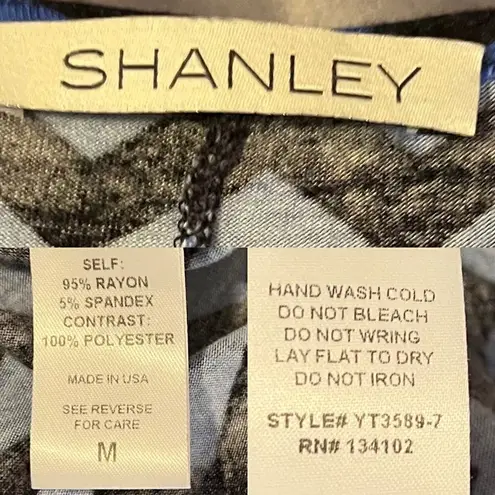 SHANLEY
SELF:
95% RAYON
5% SPANDEX
CONTRAST:
100% POLYESTER
MADE IN USA
SEE REVERSE
FOR CARE
M
HAND WASH COLD
DO NOT BLEACH
DO NOT WRING
LAY FLAT TO DRY
DO NOT IRON
STYLE# YT3589-7
RN# 134102